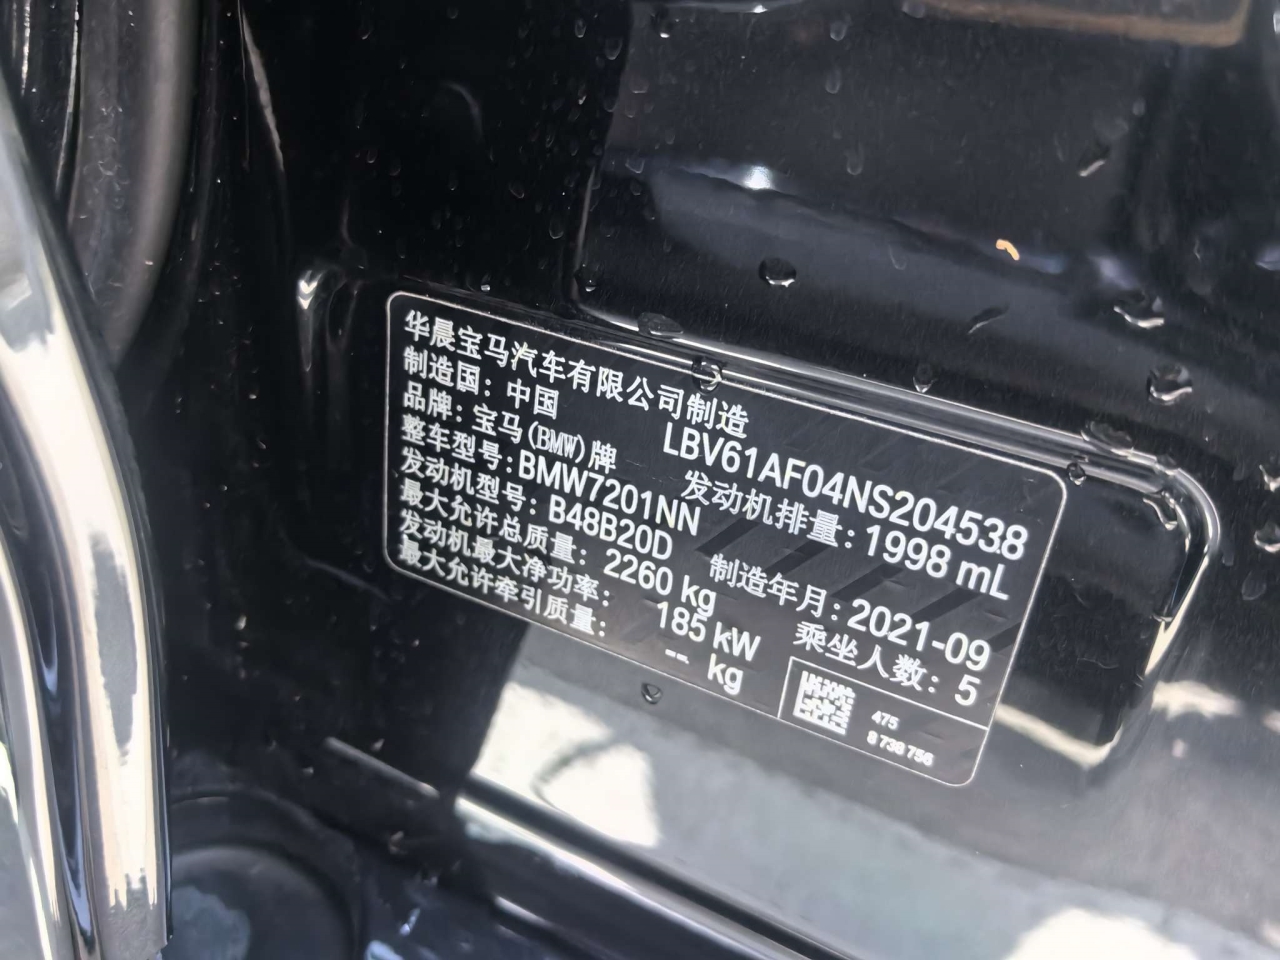 华晨宝马汽车有限公司制造
制造国：中国 LBV61AF04NS204538
品牌：宝马(BMW)牌
整车型号：BMW7201NN 发动机排量：1998 mL
发动机型号：B48B20D
最大允许总质量：2260 kg 制造年月：2021-09
发动机最大净功率：185 kW 乘坐人数：5
最大允许牵引质量：-- kg
475
8 738 756